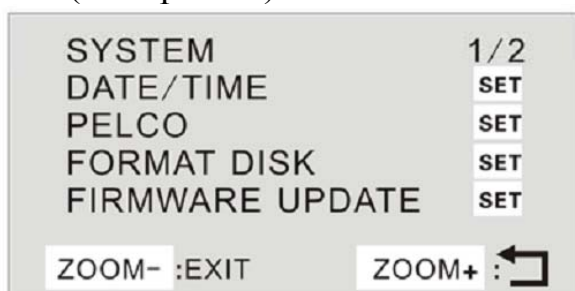 SYSTEM 1/2
DATE/TIME SET
PELCO SET
FORMAT DISK SET
FIRMWARE UPDATE SET
ZOOM- :EXIT ZOOM+ :